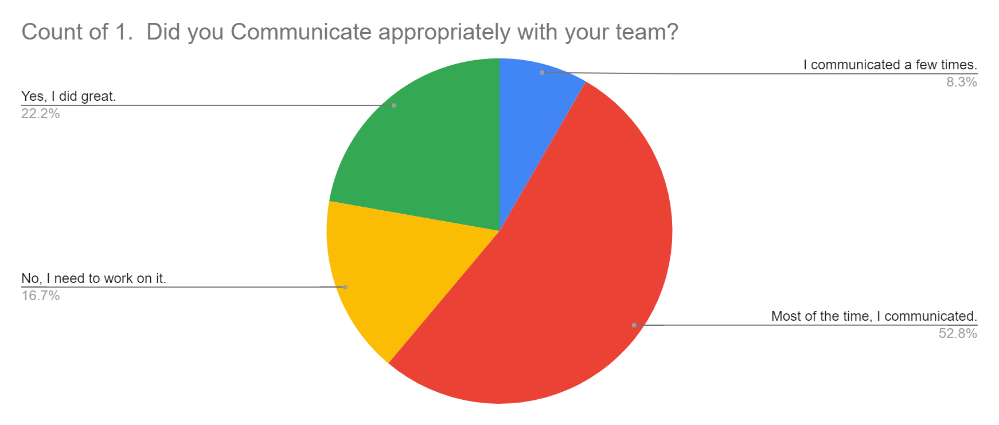 Count of 1.  Did you Communicate appropriately with your team?
I communicated a few times.
8.3%
Yes, I did great.
22.2%
No, I need to work on it.
16.7%
Most of the time, I communicated.
52.8%